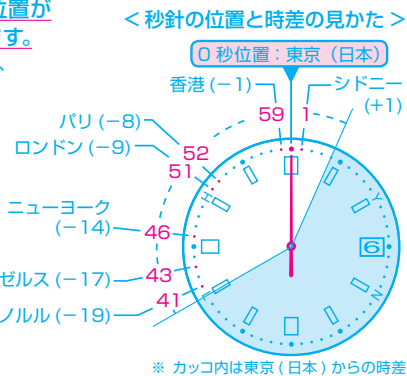 位置が
す。
、
＜秒針の位置と時差の見かた＞
０秒位置：東京（日本）
香港(−1)
シドニー
(+1)
59
1
パリ(−8)
52
ロンドン(−9)
51
ニューヨーク
(−14)
46
ゼルス(−17)
43
ノルル(−19)
41
H
Y
6
N
※ カッコ内は東京(日本)からの時差